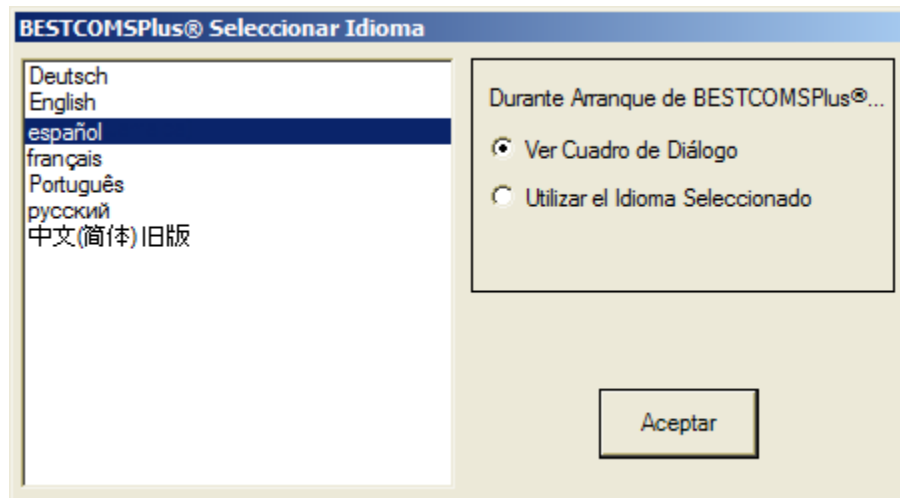 BESTCOMSPlus® Seleccionar Idioma
Deutsch
English
español
français
Português
русский
中文(简体)旧版
Durante Arranque de BESTCOMSPlus®...
Ver Cuadro de Diálogo
Utilizar el Idioma Seleccionado
Aceptar